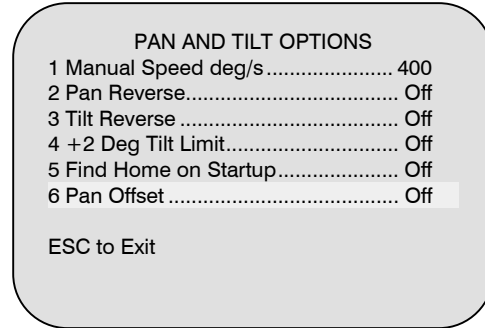 PAN AND TILT OPTIONS
1 Manual Speed deg/s...................... 400
2 Pan Reverse..................................... Off
3 Tilt Reverse ...................................... Off
4 +2 Deg Tilt Limit.............................. Off
5 Find Home on Startup..................... Off
6 Pan Offset ........................................ Off
ESC to Exit